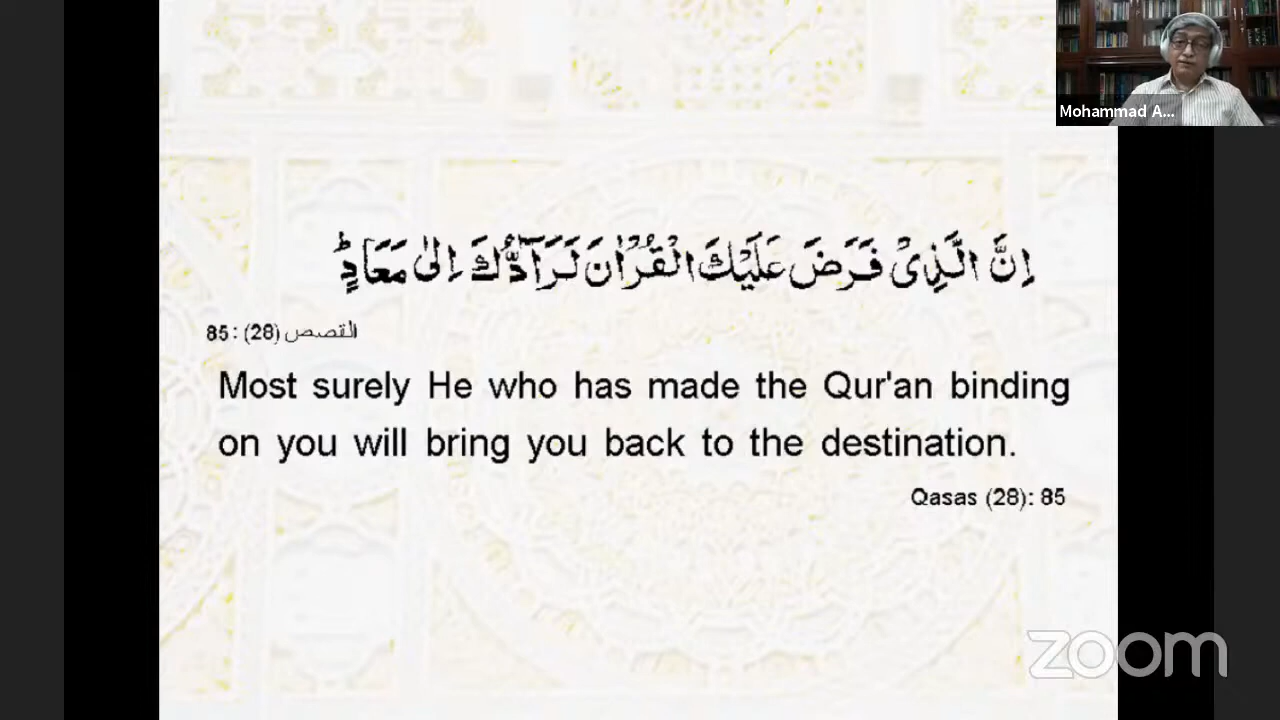 Mohammad A...
اِنَّ الَّذِىْ فَرَضَ عَلَيْكَ الْقُرْاٰنَ لَرَآدُّكَ اِلٰى مَعَادٍؕ
القصص (28) : 85
Most surely He who has made the Qur'an binding
on you will bring you back to the destination.
Qasas (28): 85
zoom